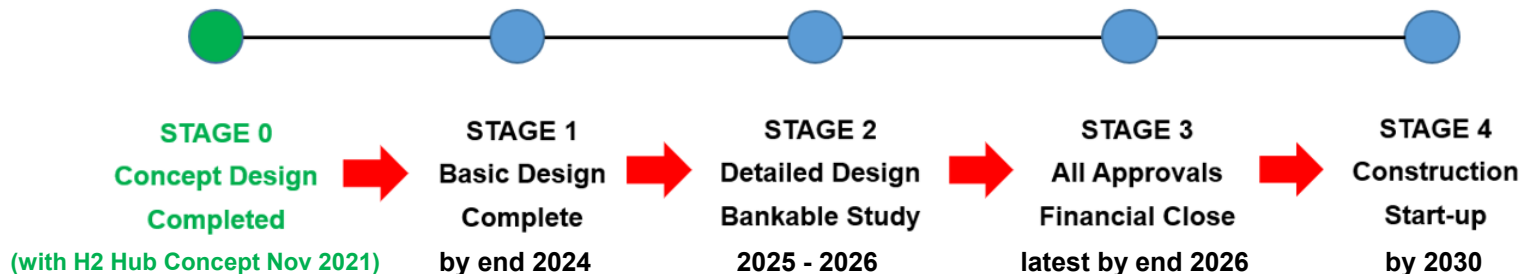 STAGE 0
Concept Design
Completed
(with H2 Hub Concept Nov 2021)
STAGE 1
Basic Design
Complete
by end 2024
STAGE 2
Detailed Design
Bankable Study
2025 - 2026
STAGE 3
All Approvals
Financial Close
latest by end 2026
STAGE 4
Construction
Start-up
by 2030